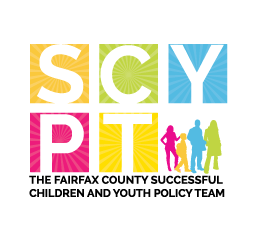 SCY
PT
THE FAIRFAX COUNTY SUCCESSFUL
CHILDREN AND YOUTH POLICY TEAM